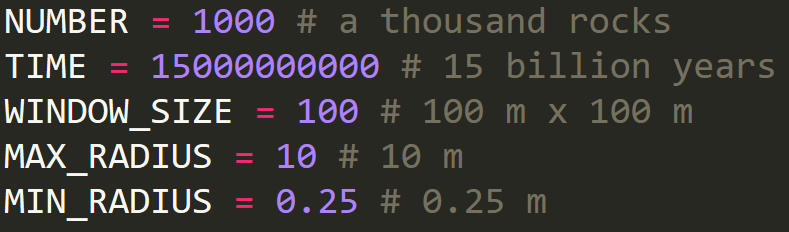 NUMBER = 1000 # a thousand rocks
TIME = 15000000000 # 15 billion years
WINDOW_SIZE = 100 # 100 m x 100 m
MAX_RADIUS = 10 # 10 m
MIN_RADIUS = 0.25 # 0.25 m